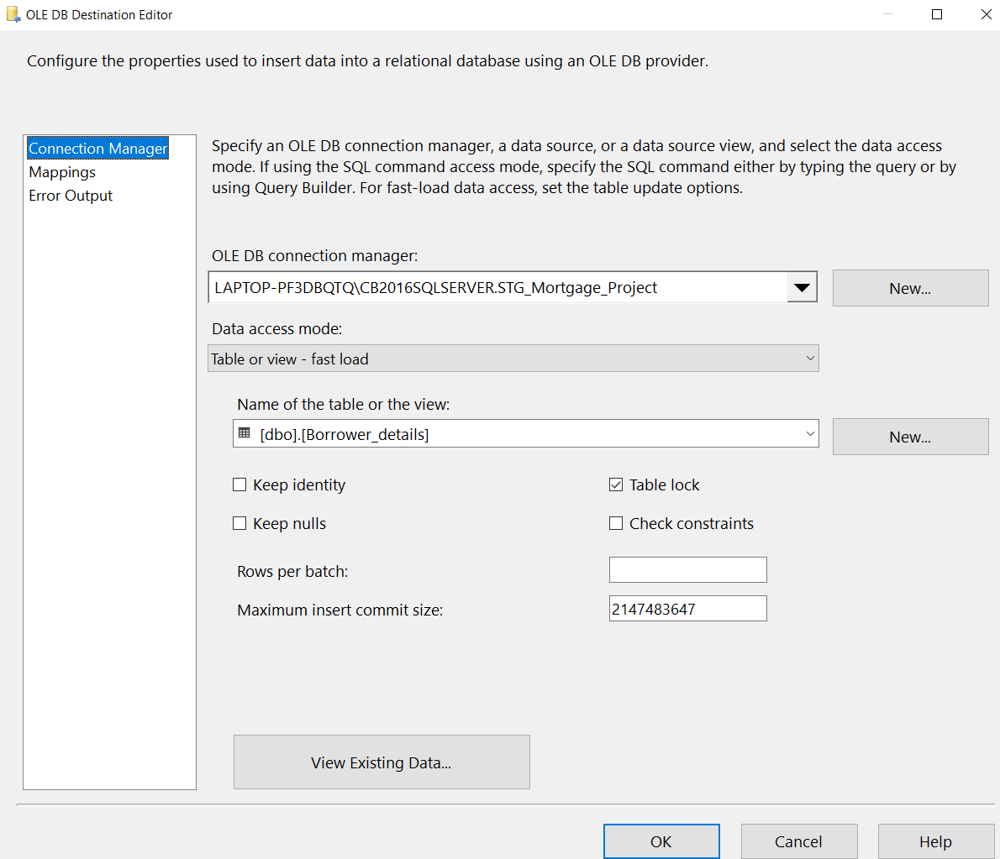 OLE DB Destination Editor
Configure the properties used to insert data into a relational database using an OLE DB provider.
Connection Manager
Mappings
Error Output
Specify an OLE DB connection manager, a data source, or a data source view, and select the data access
mode. If using the SQL command access mode, specify the SQL command either by typing the query or by
using Query Builder. For fast-load data access, set the table update options.
OLE DB connection manager:
LAPTOP-PF3DBQTQ\CB2016SQLSERVER.STG_Mortgage_Project
New...
Data access mode:
Table or view - fast load
Name of the table or the view:
[dbo].[Borrower_details]
New...
Keep identity
Table lock
Keep nulls
Check constraints
Rows per batch:
Maximum insert commit size:
2147483647
View Existing Data...
OK
Cancel
Help